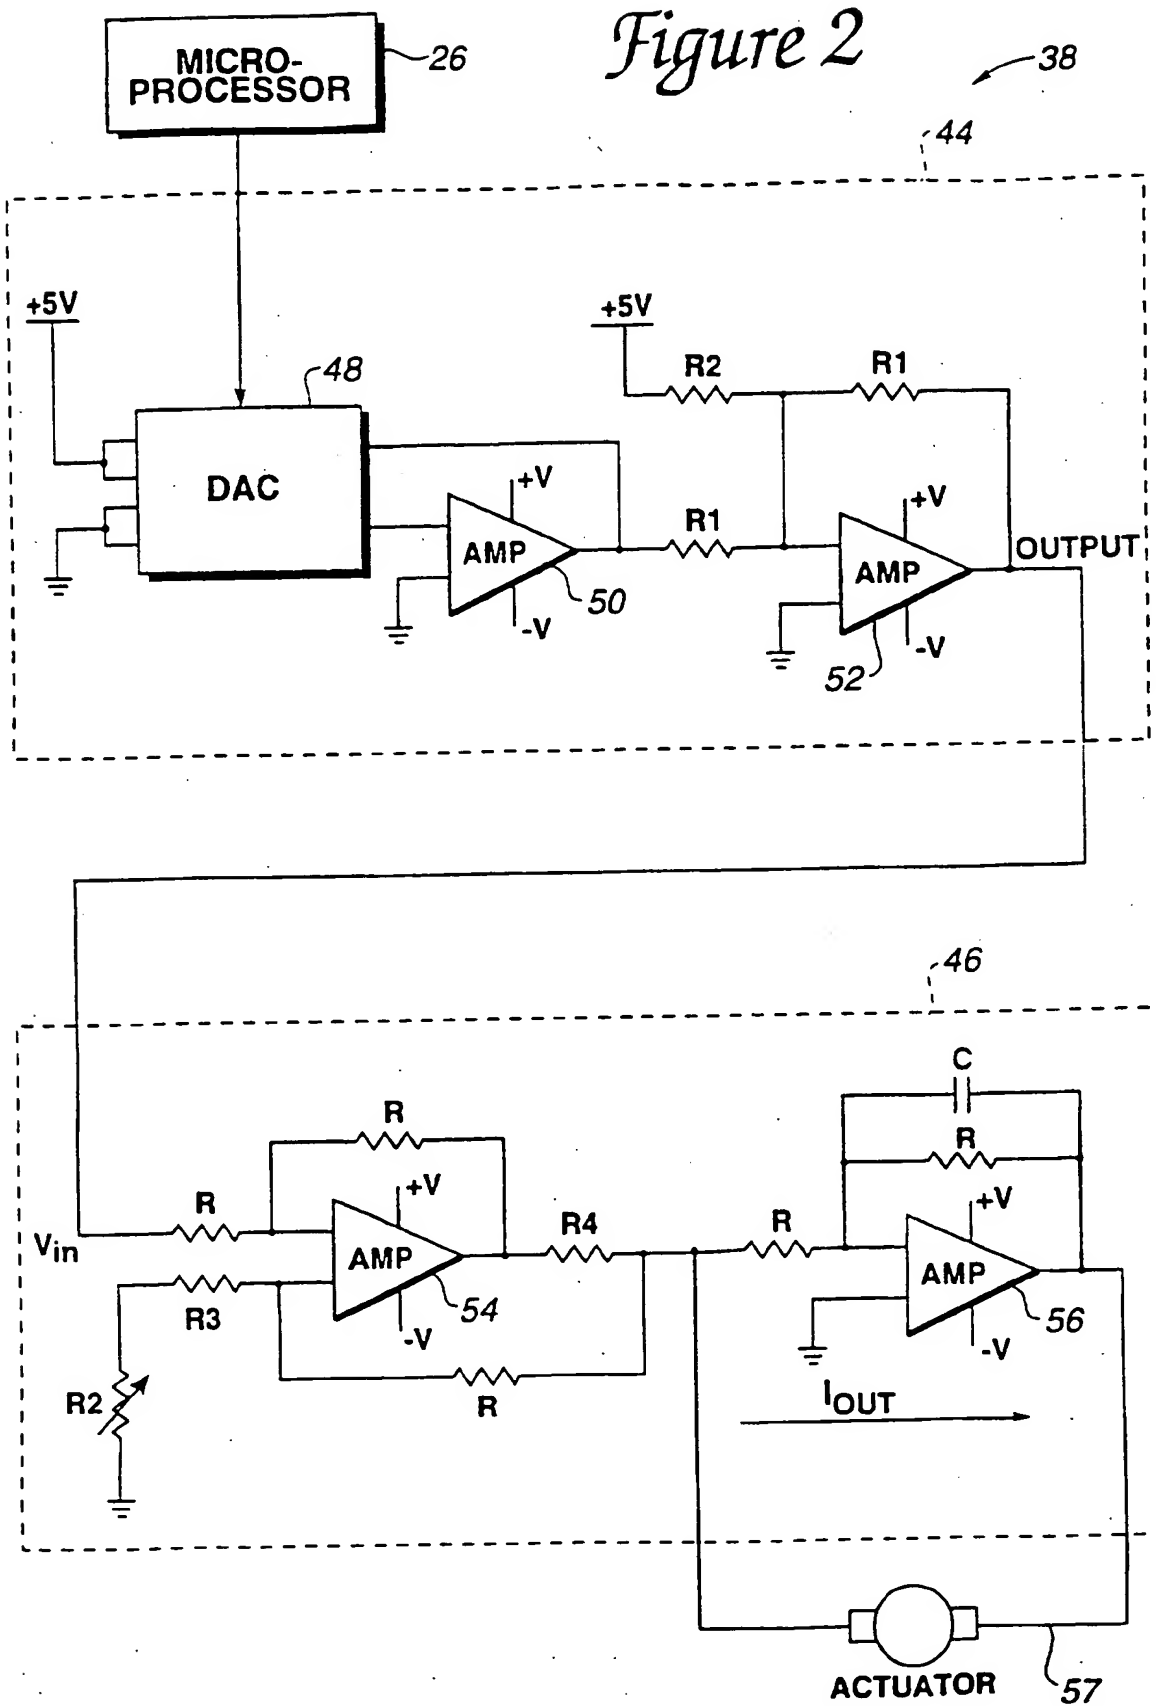 Figure 2
MICRO-
PROCESSOR
26
38
44
+5V
+5V
48
R2
R1
DAC
+V
+V
R1
AMP
AMP
OUTPUT
50
-V
-V
52
46
C
R
R
R
+V
+V
R4
R
Vin
AMP
AMP
R3
54
56
-V
-V
R2
R
IOUT
ACTUATOR
57